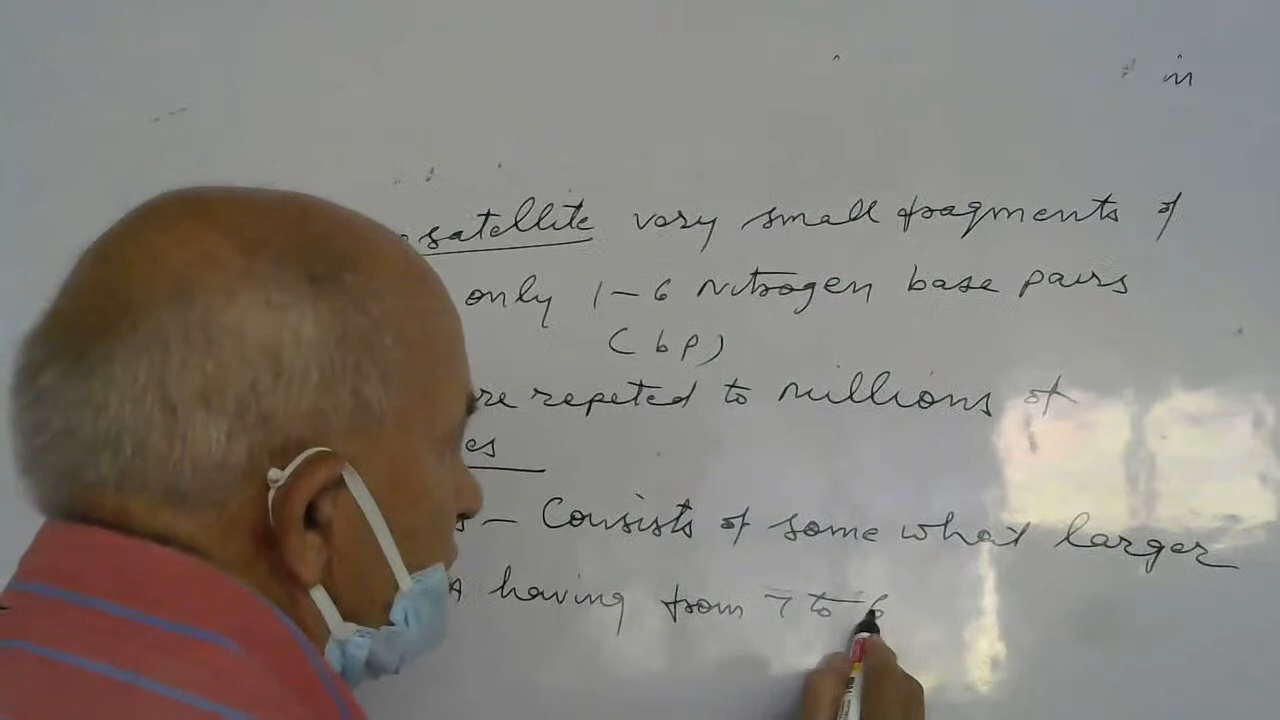 in
satellite very small fragments of
only 1-6 Nitrogen base pairs
(bp)
re repeted to millions of
es
s - Consists of some what larger
A having from 7 to 6